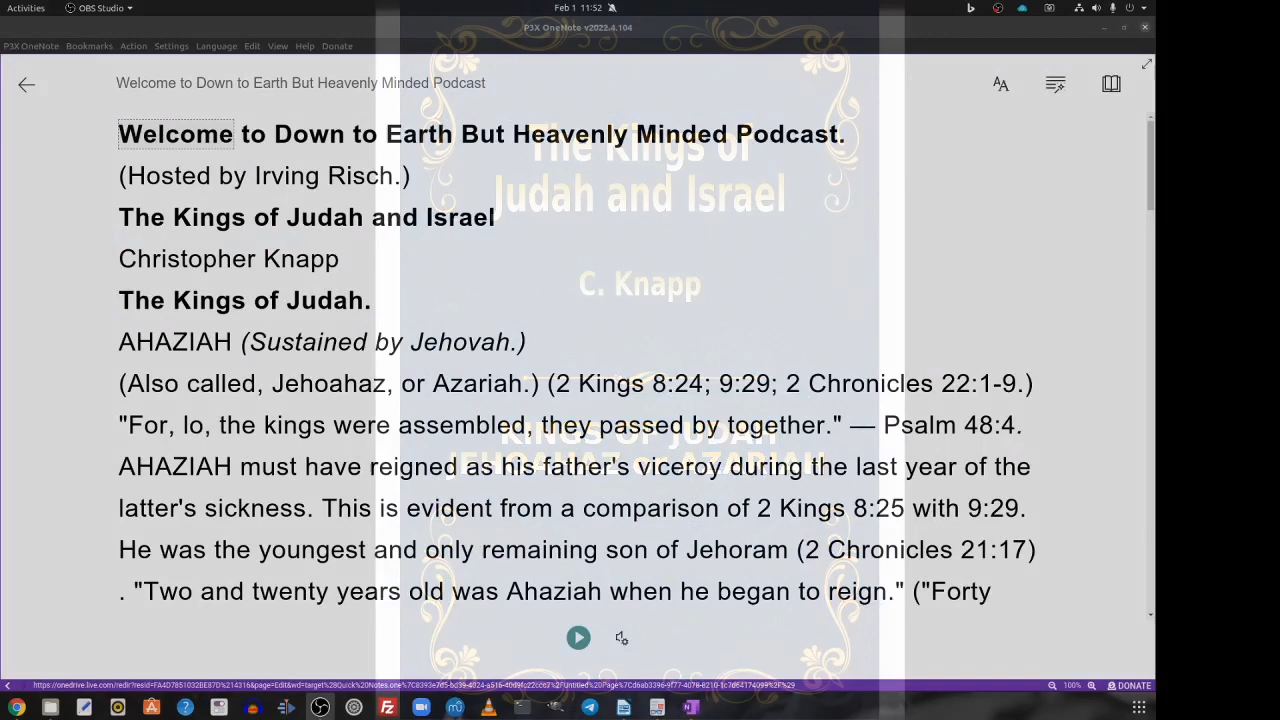 Activities
OBS Studio
Feb 1 11:52
P3X OneNote v2022.4.104
P3X OneNote Bookmarks Action Settings Language Edit View Help Donate
Welcome to Down to Earth But Heavenly Minded Podcast
Welcome to Down to Earth But Heavenly Minded Podcast.
(Hosted by Irving Risch.)
The Kings of Judah and Israel
Christopher Knapp
The Kings of Judah.
AHAZIAH (Sustained by Jehovah.)
(Also called, Jehoahaz, or Azariah.) (2 Kings 8:24; 9:29; 2 Chronicles 22:1-9.)
"For, lo, the kings were assembled, they passed by together." — Psalm 48:4.
AHAZIAH must have reigned as his father's viceroy during the last year of the
latter's sickness. This is evident from a comparison of 2 Kings 8:25 with 9:29.
He was the youngest and only remaining son of Jehoram (2 Chronicles 21:17)
. "Two and twenty years old was Ahaziah when he began to reign." ("Forty
The Kings of
Judah and Israel
C. Knapp
KINGS OF JUDAH
JEHOAHAZ or AZARIAH
100%
DONATE